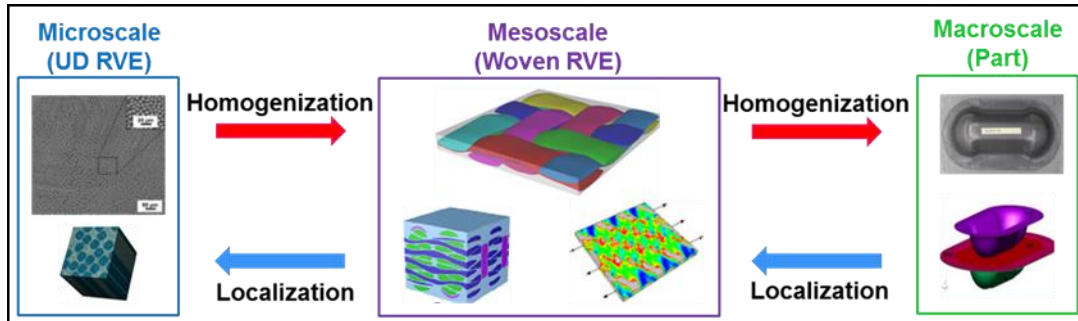 Microscale
(UD RVE)
Homogenization
Localization
Mesoscale
(Woven RVE)
Homogenization
Localization
Macroscale
(Part)